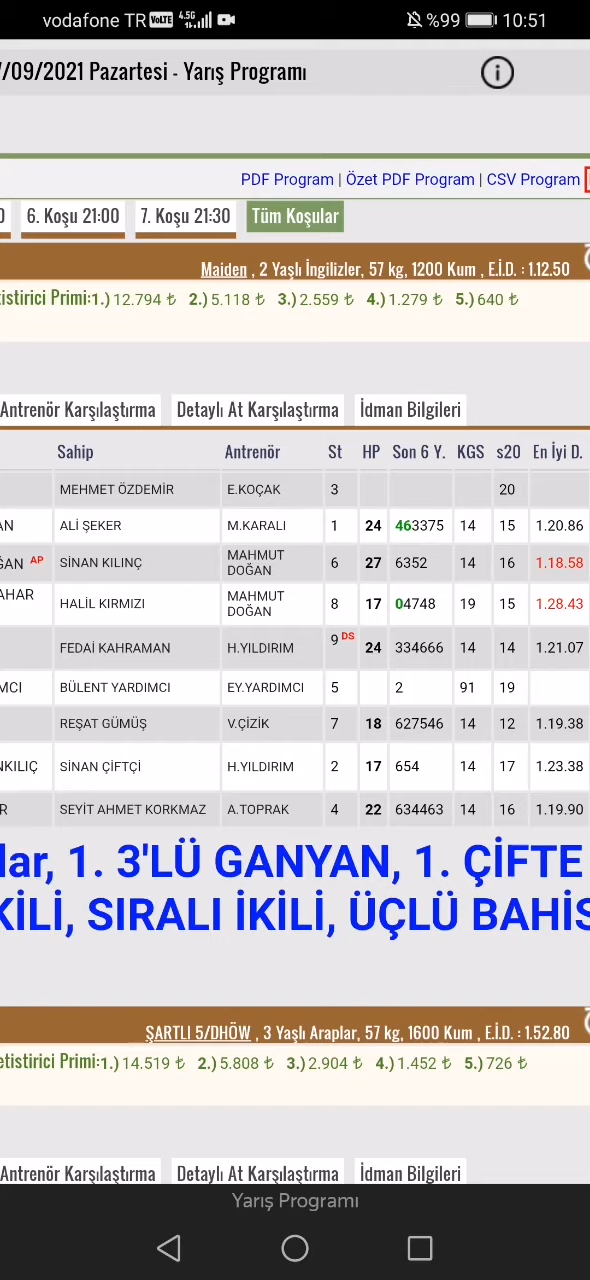 vodafone TR VoLTE 4.5G %99 10:51
/09/2021 Pazartesi - Yarış Programı
PDF Program | Özet PDF Program | CSV Program
0 6. Koşu 21:00 7. Koşu 21:30 Tüm Koşular
Maiden , 2 Yaşlı İngilizler, 57 kg, 1200 Kum , E.İ.D. : 1.12.50
istirici Primi:1.) 12.794 ₺ 2.) 5.118 ₺ 3.) 2.559 ₺ 4.) 1.279 ₺ 5.) 640 ₺
Antrenör Karşılaştırma Detaylı At Karşılaştırma İdman Bilgileri
Sahip Antrenör St HP Son 6 Y. KGS s20 En İyi D.
MEHMET ÖZDEMİR E.KOÇAK 3 20
AN ALİ ŞEKER M.KARALI 1 24 463375 14 15 1.20.86
ĞAN AP SİNAN KILINÇ MAHMUT DOĞAN 6 27 6352 14 16 1.18.58
AHAR HALİL KIRMIZI MAHMUT DOĞAN 8 17 04748 19 15 1.28.43
FEDAİ KAHRAMAN H.YILDIRIM 9 DS 24 334666 14 14 1.21.07
MCI BÜLENT YARDIMCI EY.YARDIMCI 5 2 91 19
REŞAT GÜMÜŞ V.ÇİZİK 7 18 627546 14 12 1.19.38
NKILIÇ SİNAN ÇİFTÇİ H.YILDIRIM 2 17 654 14 17 1.23.38
R SEYİT AHMET KORKMAZ A.TOPRAK 4 22 634463 14 16 1.19.90
lar, 1. 3'LÜ GANYAN, 1. ÇİFTE
KİLİ, SIRALI İKİLİ, ÜÇLÜ BAHİS
ŞARTLI 5/DHÖW , 3 Yaşlı Araplar, 57 kg, 1600 Kum , E.İ.D. : 1.52.80
etistirici Primi:1.) 14.519 ₺ 2.) 5.808 ₺ 3.) 2.904 ₺ 4.) 1.452 ₺ 5.) 726 ₺
Antrenör Karşılaştırma Detaylı At Karşılaştırma İdman Bilgileri
Yarış Programı